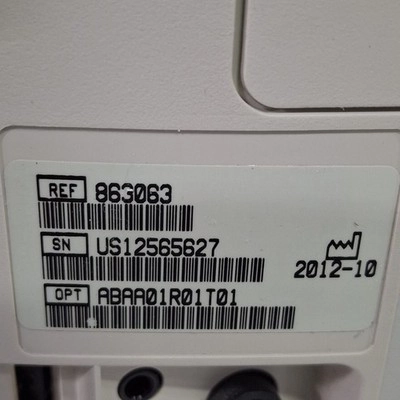 REF 863063
SN US12565627
2012-10
OPT ABAA01R01T01